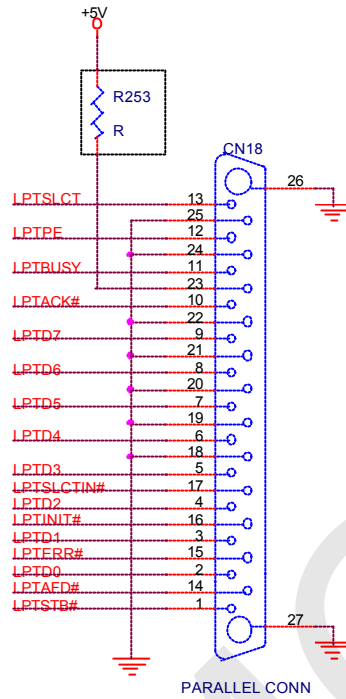 +5V
R253
R
CN18
26
LPTSLCT 13
25
LPTPE 12
24
LPTBUSY 11
23
LPTACK# 10
22
LPTD7 9
21
LPTD6 8
20
LPTD5 7
19
LPTD4 6
18
LPTD3 5
LPTSLCTIN# 17
LPTD2 4
LPTINIT# 16
LPTD1 3
LPTERR# 15
LPTD0 2
LPTAFD# 14
LPTSTB# 1
27
PARALLEL CONN